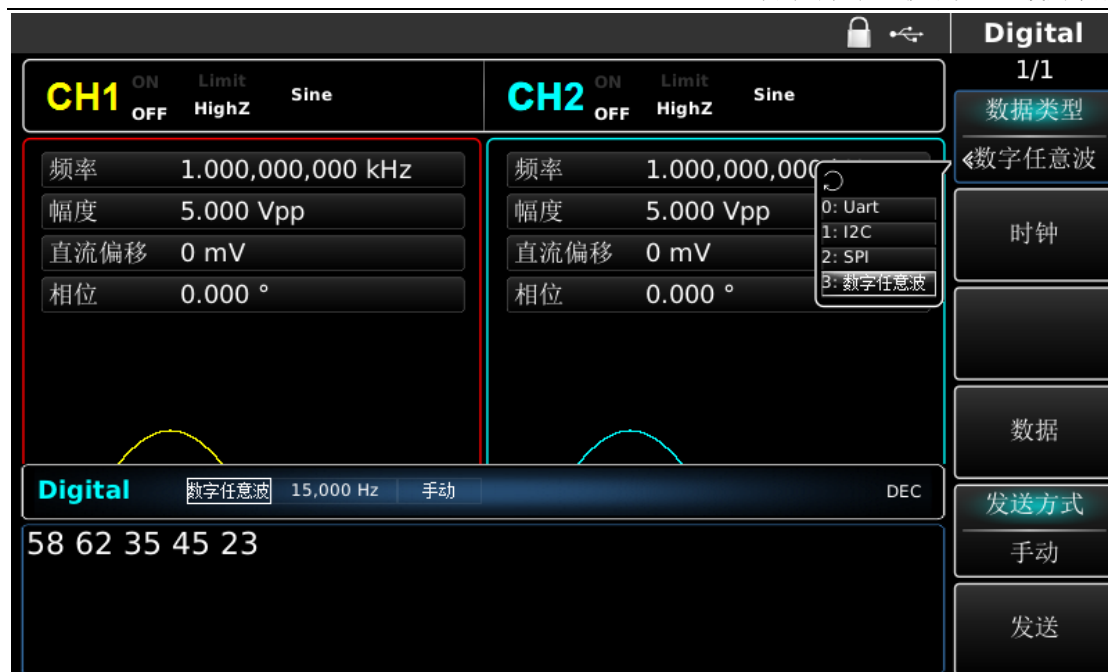 Digital
1/1
CH1 ON OFF Limit HighZ Sine
CH2 ON OFF Limit HighZ Sine
数据类型
数字任意波
频率 1.000,000,000 kHz
幅度 5.000 Vpp
直流偏移 0 mV
相位 0.000 °
频率 1.000,000,000
幅度 5.000 Vpp
直流偏移 0 mV
相位 0.000 °
0: Uart
1: I2C
2: SPI
3: 数字任意波
时钟
数据
Digital 数字任意波 15,000 Hz 手动 DEC
发送方式
手动
58 62 35 45 23
发送